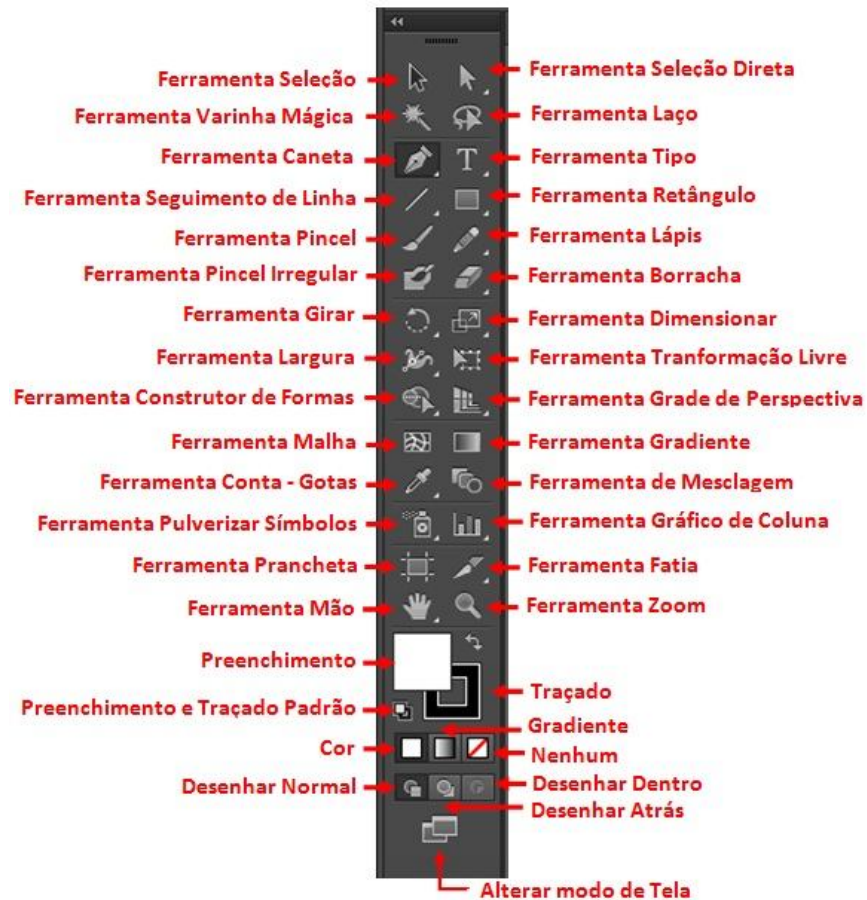 Ferramenta Seleção
Ferramenta Seleção Direta
Ferramenta Varinha Mágica
Ferramenta Laço
Ferramenta Caneta
Ferramenta Tipo
Ferramenta Seguimento de Linha
Ferramenta Retângulo
Ferramenta Pincel
Ferramenta Lápis
Ferramenta Pincel Irregular
Ferramenta Borracha
Ferramenta Girar
Ferramenta Dimensionar
Ferramenta Largura
Ferramenta Tranformação Livre
Ferramenta Construtor de Formas
Ferramenta Grade de Perspectiva
Ferramenta Malha
Ferramenta Gradiente
Ferramenta Conta - Gotas
Ferramenta de Mesclagem
Ferramenta Pulverizar Símbolos
Ferramenta Gráfico de Coluna
Ferramenta Prancheta
Ferramenta Fatia
Ferramenta Mão
Ferramenta Zoom
Preenchimento
Traçado
Preenchimento e Traçado Padrão
Gradiente
Cor
Nenhum
Desenhar Normal
Desenhar Dentro
Desenhar Atrás
Alterar modo de Tela